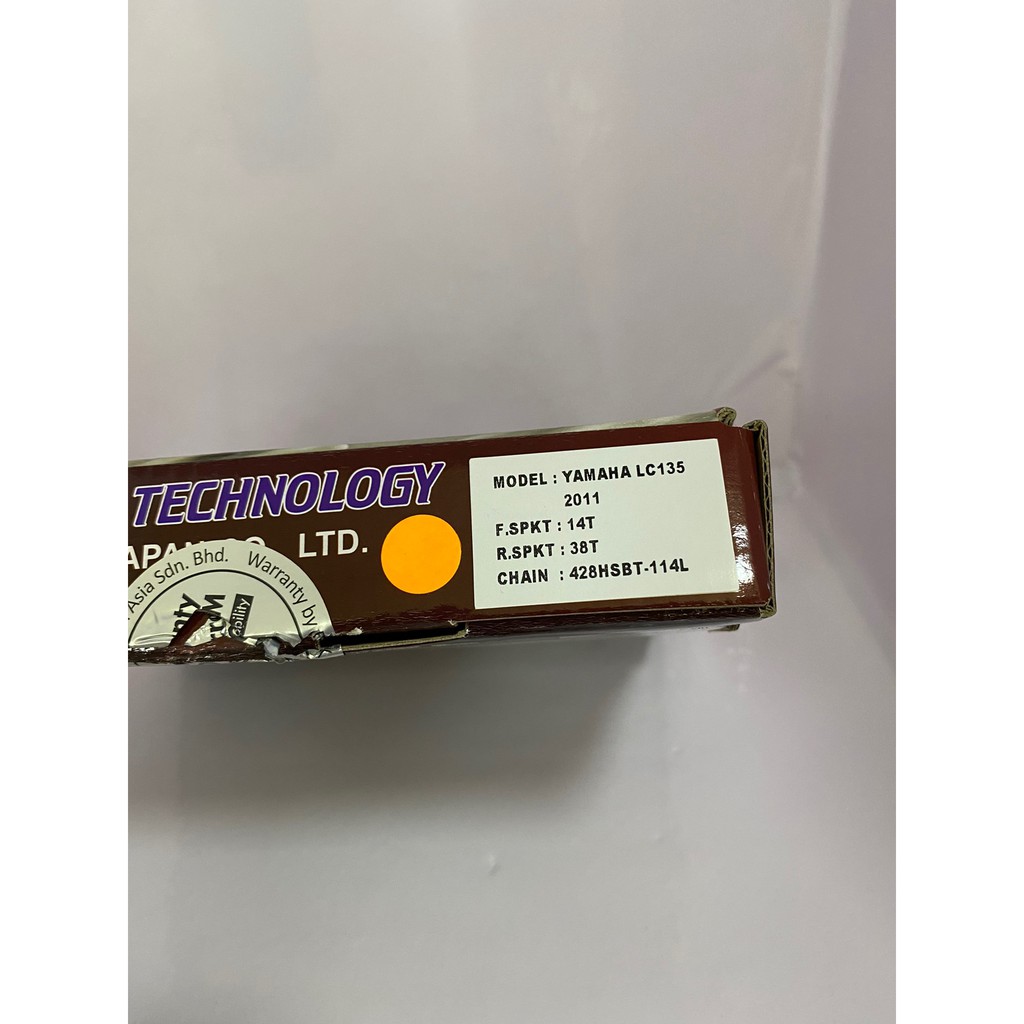 TECHNOLOGY
LTD.
Asia Sdn. Bhd. Warranty by
MODEL : YAMAHA LC135
2011
F.SPKT : 14T
R.SPKT : 38T
CHAIN : 428HSBT-114L